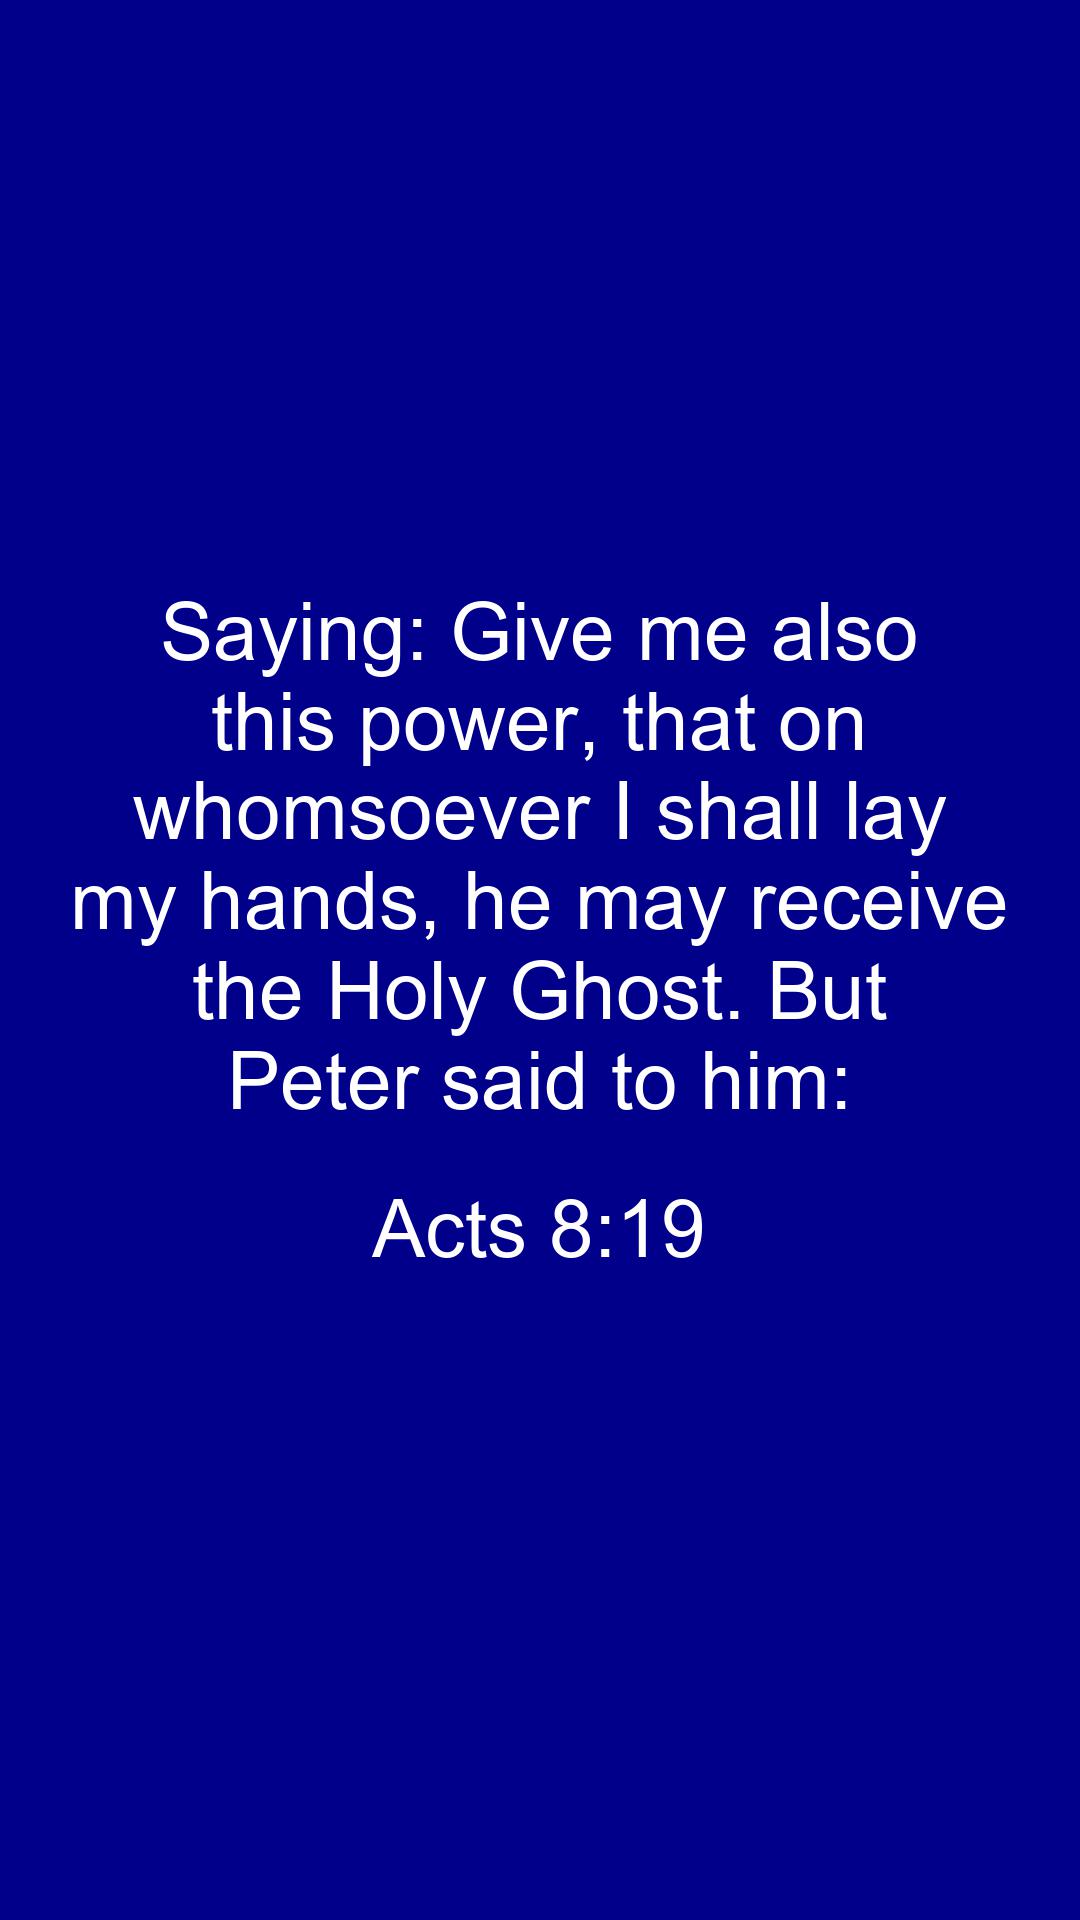 Saying: Give me also
this power, that on
whomsoever I shall lay
my hands, he may receive
the Holy Ghost. But
Peter said to him:
Acts 8:19